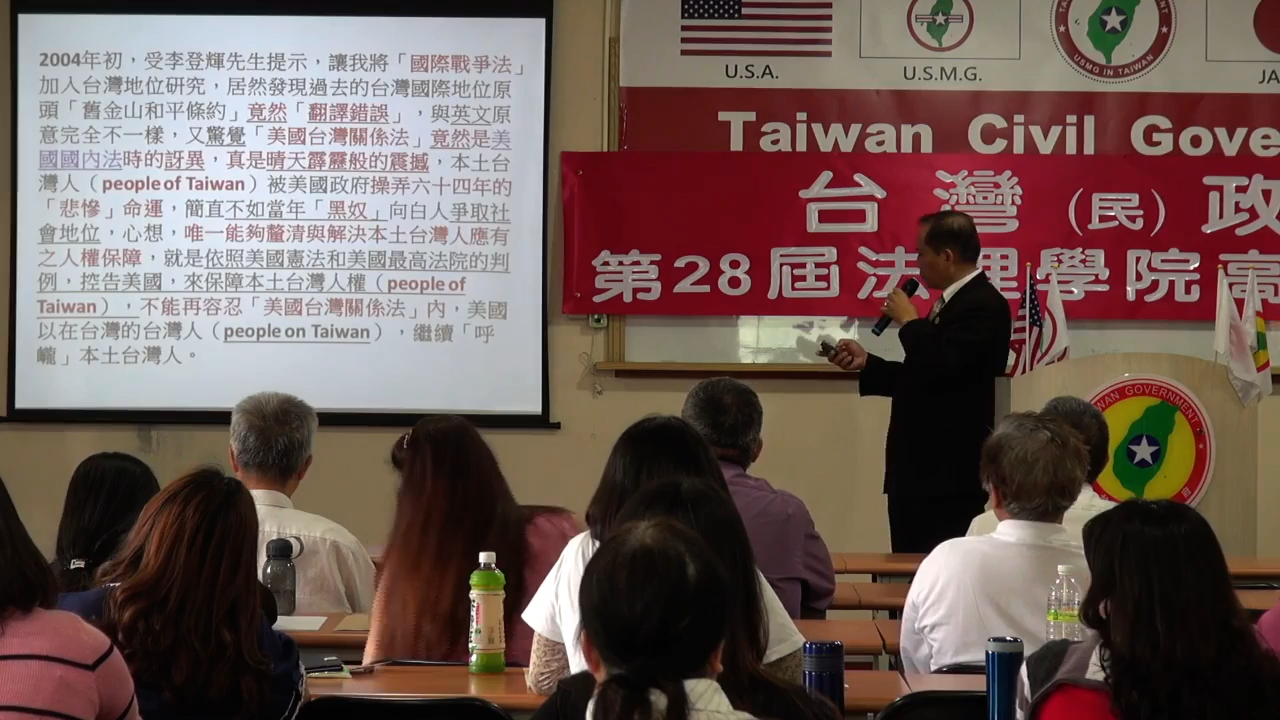 2004年初，受李登輝先生提示，讓我將「國際戰爭法」
加入台灣地位研究，居然發現過去的台灣國際地位原
頭「舊金山和平條約」竟然「翻譯錯誤」，與英文原
意完全不一樣，又驚覺「美國台灣關係法」竟然是美
國國內法時的訝異，真是晴天霹靂般的震撼，本土台
灣人（people of Taiwan）被美國政府操弄六十四年的
「悲慘」命運，簡直不如當年「黑奴」向白人爭取社
會地位，心想，唯一能夠釐清與解決本土台灣人應有
之人權保障，就是依照美國憲法和美國最高法院的判
例，控告美國，來保障本土台灣人權（people of
Taiwan），不能再容忍「美國台灣關係法」內，美國
以在台灣的台灣人（people on Taiwan），繼續「呼
嚨」本土台灣人。
U.S.A.
U.S.M.G.
USMG IN TAIWAN
JA
Taiwan Civil Gove
台灣（民）政
第28屆法理學院高
WAN GOVERNMENT